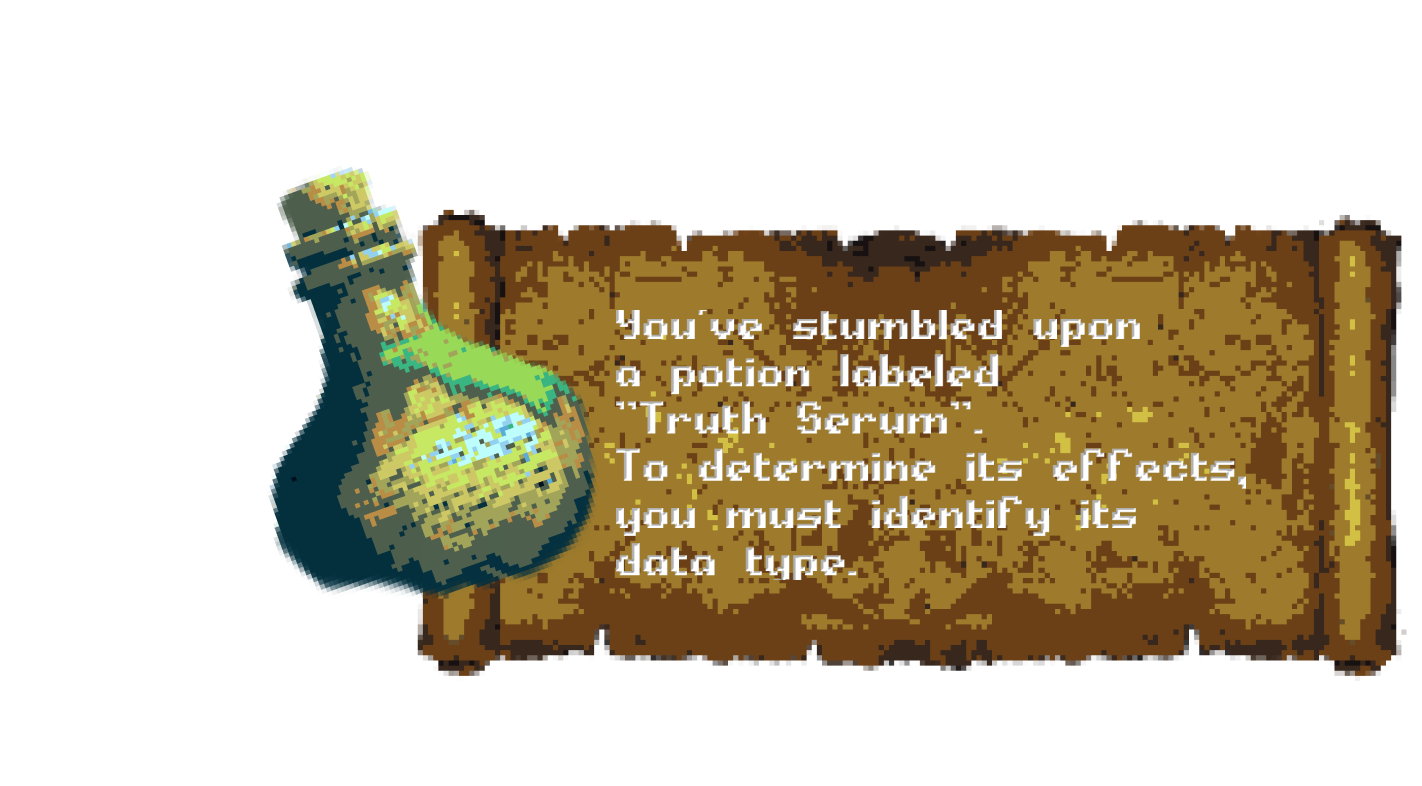 You've stumbled upon
a potion labeled
"Truth Serum".
To determine its effects,
you must identify its
data type.